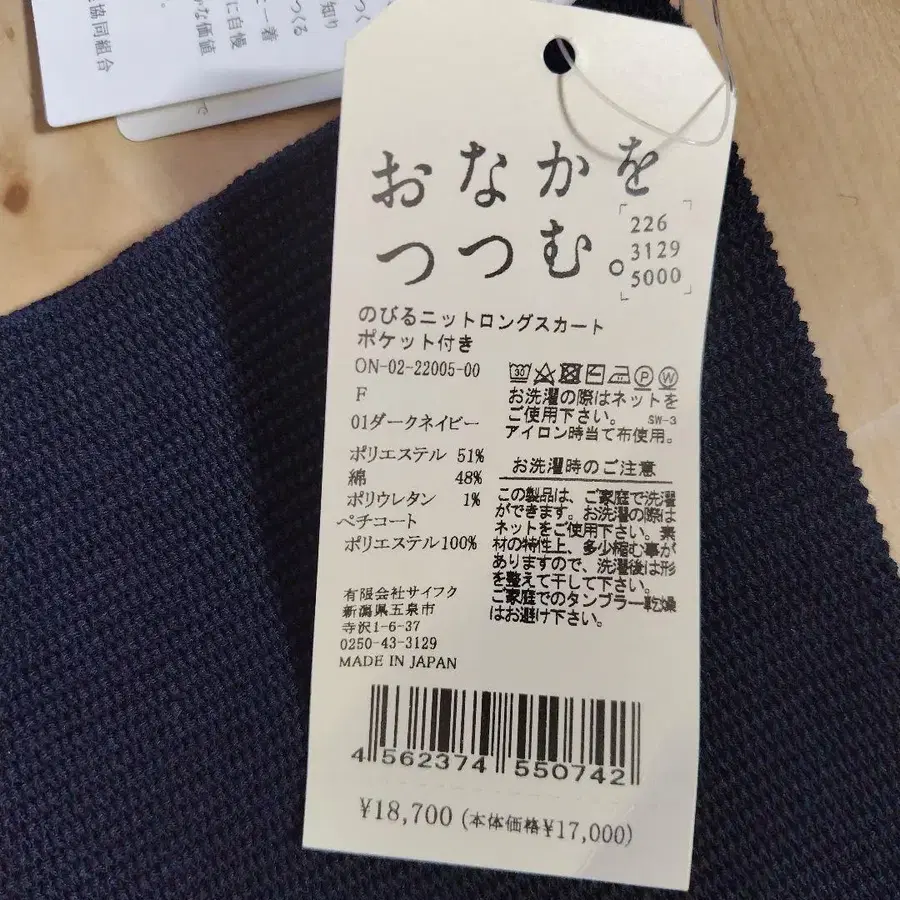 協同組合
おなかを
つつむ。
226
3129
5000
のびるニットロングスカート
ポケット付き
ON-02-22005-00
F
01ダークネイビー
ポリエステル 51%
綿 48%
ポリウレタン 1%
ペチコート
ポリエステル100%
30
P
W
お洗濯の際はネットを
ご使用下さい。 SW-3
アイロン時当て布使用。
お洗濯時のご注意
この製品は、ご家庭で洗濯
ができます。お洗濯の際は
ネットをご使用下さい。素
材の特性上、多少縮む事が
ありますので、洗濯後は形
を整えて干して下さい。
ご家庭でのタンブラー乾燥
はお避け下さい。
有限会社サイフク
新潟県五泉市
寺沢1-6-37
0250-43-3129
MADE IN JAPAN
4 562374 550742
¥18,700 (本体価格¥17,000)